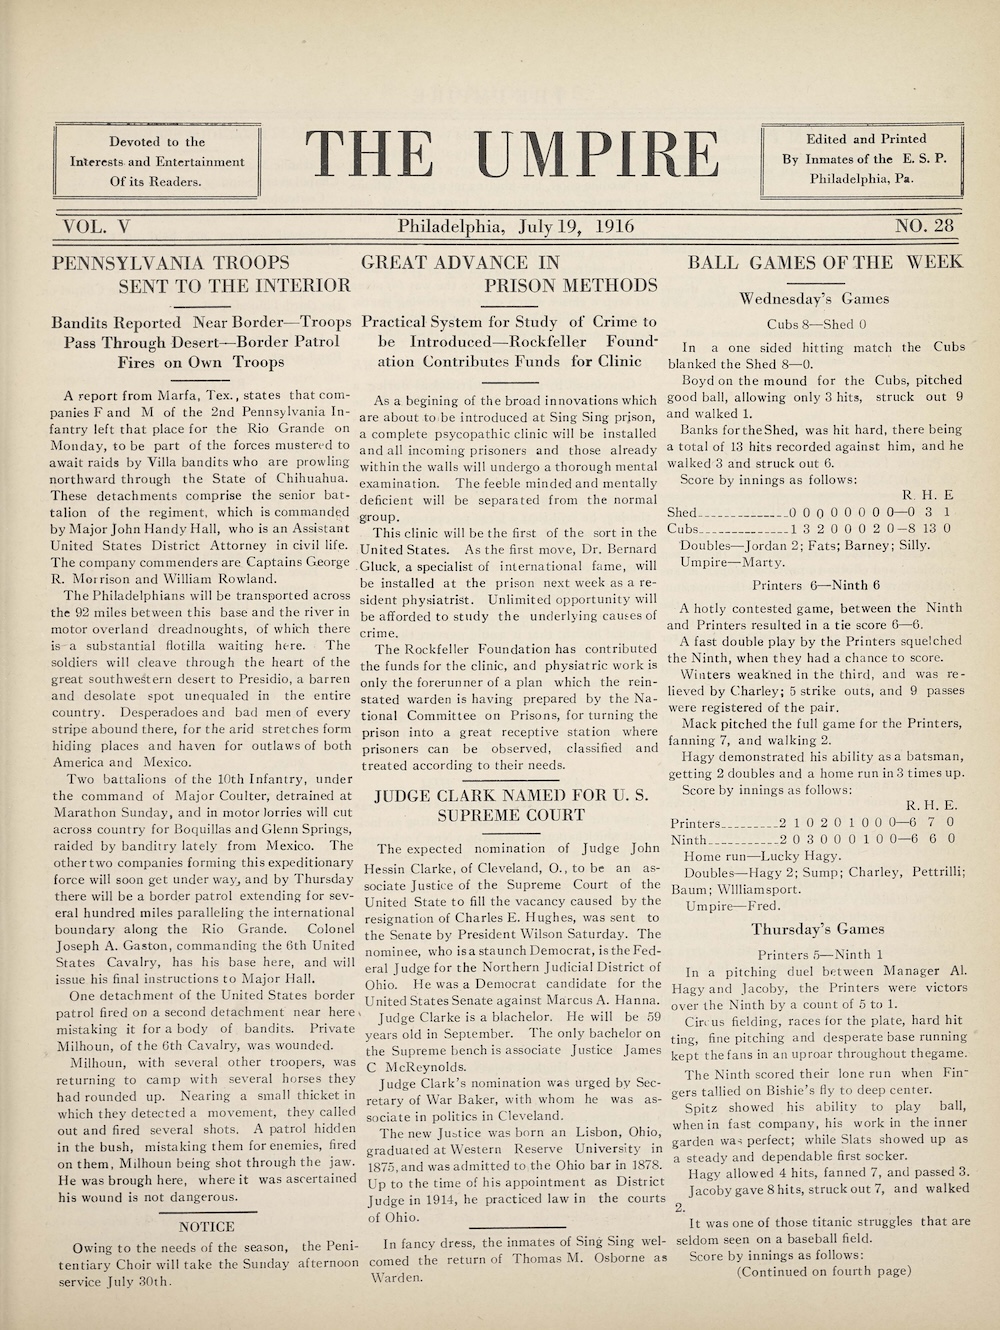 Devoted to the
Interests and Entertainment
Of its Readers.
THE UMPIRE
Edited and Printed
By Inmates of the E. S. P.
Philadelphia, Pa.
VOL. V
Philadelphia, July 19, 1916
NO. 28
PENNSYLVANIA TROOPS
SENT TO THE INTERIOR
Bandits Reported Near Border—Troops
Pass Through Desert—Border Patrol
Fires on Own Troops
A report from Marfa, Tex., states that com-
panies F and M of the 2nd Pennsylvania In-
fantry left that place for the Rio Grande on
Monday, to be part of the forces mustered to
await raids by Villa bandits who are prowling
northward through the State of Chihuahua.
These detachments comprise the senior bat-
talion of the regiment, which is commanded
by Major John Handy Hall, who is an Assistant
United States District Attorney in civil life.
The company commenders are Captains George
R. Morrison and William Rowland.
The Philadelphians will be transported across
the 92 miles between this base and the river in
motor overland dreadnoughts, of which there
is a substantial flotilla waiting here. The
soldiers will cleave through the heart of the
great southwestern desert to Presidio, a barren
and desolate spot unequaled in the entire
country. Desperadoes and bad men of every
stripe abound there, for the arid stretches form
hiding places and haven for outlaws of both
America and Mexico.
Two battalions of the 10th Infantry, under
the command of Major Coulter, detrained at
Marathon Sunday, and in motor lorries will cut
across country for Boquillas and Glenn Springs,
raided by banditry lately from Mexico. The
other two companies forming this expeditionary
force will soon get under way, and by Thursday
there will be a border patrol extending for sev-
eral hundred miles paralleling the international
boundary along the Rio Grande. Colonel
Joseph A. Gaston, commanding the 6th United
States Cavalry, has his base here, and will
issue his final instructions to Major Hall.
One detachment of the United States border
patrol fired on a second detachment near here
mistaking it for a body of bandits. Private
Milhoun, of the 6th Cavalry, was wounded.
Milhoun, with several other troopers, was
returning to camp with several horses they
had rounded up. Nearing a small thicket in
which they detected a movement, they called
out and fired several shots. A patrol hidden
in the bush, mistaking them for enemies, fired
on them, Milhoun being shot through the jaw.
He was brough here, where it was ascertained
his wound is not dangerous.
NOTICE
Owing to the needs of the season, the Peni-
tentiary Choir will take the Sunday afternoon
service July 30th.
GREAT ADVANCE IN
PRISON METHODS
Practical System for Study of Crime to
be Introduced—Rockfeller Found-
ation Contributes Funds for Clinic
As a begining of the broad innovations which
are about to be introduced at Sing Sing prison,
a complete psycopathic clinic will be installed
and all incoming prisoners and those already
within the walls will undergo a thorough mental
examination. The feeble minded and mentally
deficient will be separated from the normal
group.
This clinic will be the first of the sort in the
United States. As the first move, Dr. Bernard
Gluck, a specialist of international fame, will
be installed at the prison next week as a re-
sident physiatrist. Unlimited opportunity will
be afforded to study the underlying causes of
crime.
The Rockfeller Foundation has contributed
the funds for the clinic, and physiatric work is
only the forerunner of a plan which the rein-
stated warden is having prepared by the Na-
tional Committee on Prisons, for turning the
prison into a great receptive station where
prisoners can be observed, classified and
treated according to their needs.
JUDGE CLARK NAMED FOR U. S.
SUPREME COURT
The expected nomination of Judge John
Hessin Clarke, of Cleveland, O., to be an as-
sociate Justice of the Supreme Court of the
United State to fill the vacancy caused by the
resignation of Charles E. Hughes, was sent to
the Senate by President Wilson Saturday. The
nominee, who is a staunch Democrat, is the Fed-
eral Judge for the Northern Judicial District of
Ohio. He was a Democrat candidate for the
United States Senate against Marcus A. Hanna.
Judge Clarke is a blachelor. He will be 59
years old in September. The only bachelor on
the Supreme bench is associate Justice James
C McReynolds.
Judge Clark's nomination was urged by Sec-
retary of War Baker, with whom he was as-
sociate in politics in Cleveland.
The new Justice was born an Lisbon, Ohio,
graduated at Western Reserve University in
1875, and was admitted to the Ohio bar in 1878.
Up to the time of his appointment as District
Judge in 1914, he practiced law in the courts
of Ohio.
In fancy dress, the inmates of Sing Sing wel-
comed the return of Thomas M. Osborne as
Warden.
BALL GAMES OF THE WEEK
Wednesday's Games
Cubs 8—Shed 0
In a one sided hitting match the Cubs
blanked the Shed 8—0.
Boyd on the mound for the Cubs, pitched
good ball, allowing only 3 hits, struck out 9
and walked 1.
Banks for the Shed, was hit hard, there being
a total of 13 hits recorded against him, and he
walked 3 and struck out 6.
Score by innings as follows:
R. H. E
Shed--------------0 0 0 0 0 0 0 0—0 3 1
Cubs--------------1 3 2 0 0 0 2 0—8 13 0
Doubles—Jordan 2; Fats; Barney; Silly.
Umpire—Marty.
Printers 6—Ninth 6
A hotly contested game, between the Ninth
and Printers resulted in a tie score 6—6.
A fast double play by the Printers squelched
the Ninth, when they had a chance to score.
Winters weak'ned in the third, and was re-
lieved by Charley; 5 strike outs, and 9 passes
were registered of the pair.
Mack pitched the full game for the Printers,
fanning 7, and walking 2.
Hagy demonstrated his ability as a batsman,
getting 2 doubles and a home run in 3 times up.
Score by innings as follows:
R. H. E.
Printers---------2 1 0 2 0 1 0 0 0—6 7 0
Ninth-----------2 0 3 0 0 0 1 0 0—6 6 0
Home run—Lucky Hagy.
Doubles—Hagy 2; Sump; Charley, Pettrilli;
Baum; Wllliamsport.
Umpire—Fred.
Thursday's Games
Printers 5—Ninth 1
In a pitching duel between Manager Al.
Hagy and Jacoby, the Printers were victors
over the Ninth by a count of 5 to 1.
Circus fielding, races for the plate, hard hit
ting, fine pitching and desperate base running
kept the fans in an uproar throughout thegame.
The Ninth scored their lone run when Fin-
gers tallied on Bishie's fly to deep center.
Spitz showed his ability to play ball,
when in fast company, his work in the inner
garden was perfect; while Slats showed up as
a steady and dependable first socker.
Hagy allowed 4 hits, fanned 7, and passed 3.
Jacoby gave 8 hits, struck out 7, and walked
2.
It was one of those titanic struggles that are
seldom seen on a baseball field.
Score by innings as follows:
(Continued on fourth page)